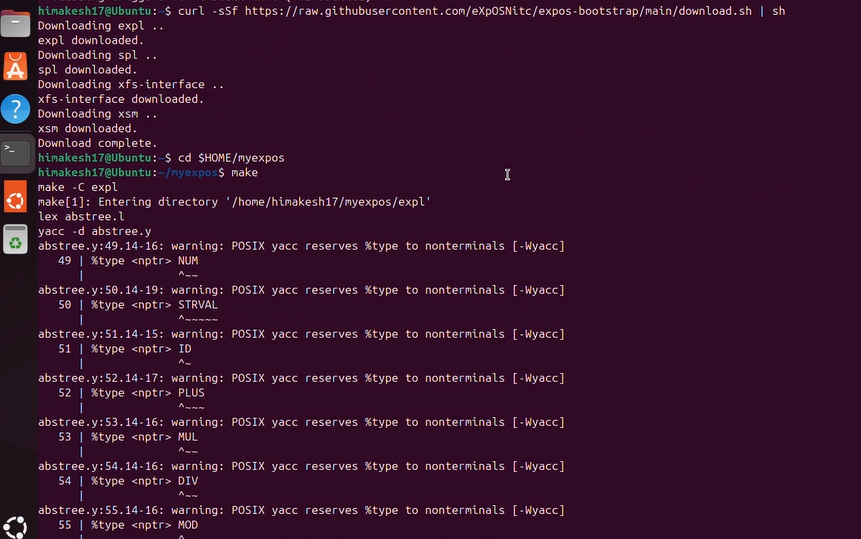 himakesh17@Ubuntu:~$ curl -sSf https://raw.githubusercontent.com/eXpOSNitc/expos-bootstrap/main/download.sh | sh
Downloading expl ..
expl downloaded.
Downloading spl ..
spl downloaded.
Downloading xfs-interface ..
xfs-interface downloaded.
Downloading xsm ..
xsm downloaded.
Download complete.
himakesh17@Ubuntu:~$ cd $HOME/myexpos
himakesh17@Ubuntu:~/myexpos$ make
make -C expl
make[1]: Entering directory '/home/himakesh17/myexpos/expl'
lex abstree.l
yacc -d abstree.y
abstree.y:49.14-16: warning: POSIX yacc reserves %type to nonterminals [-Wyacc]
   49 | %type <nptr> NUM
      |              ^~~
abstree.y:50.14-19: warning: POSIX yacc reserves %type to nonterminals [-Wyacc]
   50 | %type <nptr> STRVAL
      |              ^~~~~~
abstree.y:51.14-15: warning: POSIX yacc reserves %type to nonterminals [-Wyacc]
   51 | %type <nptr> ID
      |              ^~
abstree.y:52.14-17: warning: POSIX yacc reserves %type to nonterminals [-Wyacc]
   52 | %type <nptr> PLUS
      |              ^~~~
abstree.y:53.14-16: warning: POSIX yacc reserves %type to nonterminals [-Wyacc]
   53 | %type <nptr> MUL
      |              ^~~
abstree.y:54.14-16: warning: POSIX yacc reserves %type to nonterminals [-Wyacc]
   54 | %type <nptr> DIV
      |              ^~~
abstree.y:55.14-16: warning: POSIX yacc reserves %type to nonterminals [-Wyacc]
   55 | %type <nptr> MOD